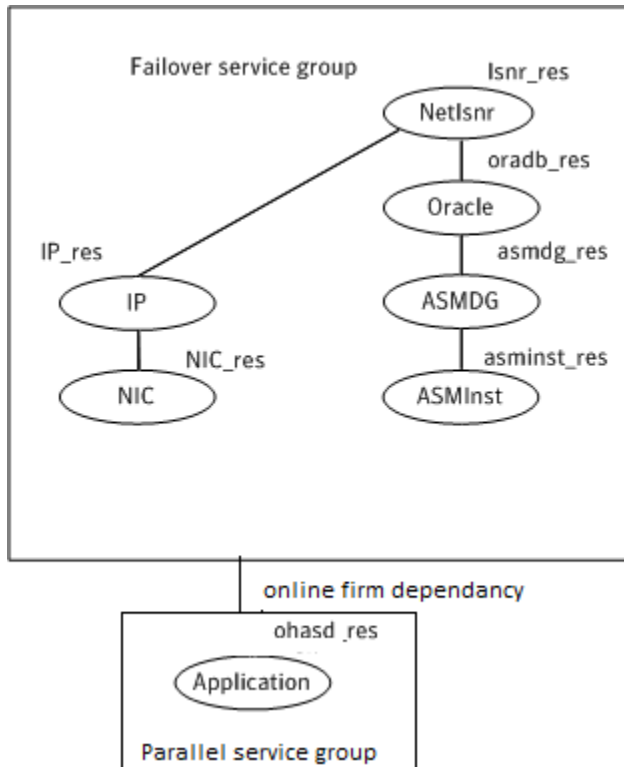 Failover service group
lsnr_res
Netlsnr
oradb_res
Oracle
IP_res
asmdg_res
IP
ASMDG
NIC_res
asminst_res
NIC
ASMInst
online firm dependancy
ohasd_res
Application
Parallel service group